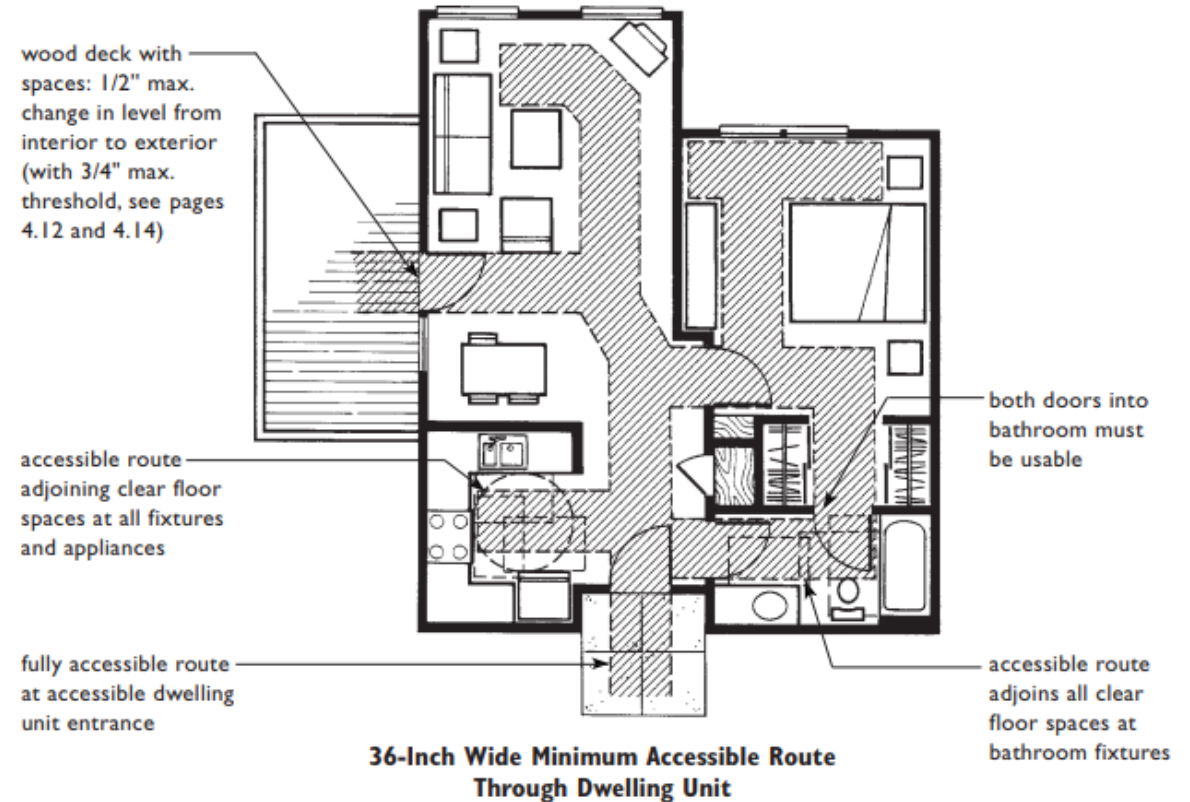 wood deck with
spaces: 1/2" max.
change in level from
interior to exterior
(with 3/4" max.
threshold, see pages
4.12 and 4.14)
accessible route
adjoining clear floor
spaces at all fixtures
and appliances
fully accessible route
at accessible dwelling
unit entrance
both doors into
bathroom must
be usable
accessible route
adjoins all clear
floor spaces at
bathroom fixtures
36-Inch Wide Minimum Accessible Route
Through Dwelling Unit